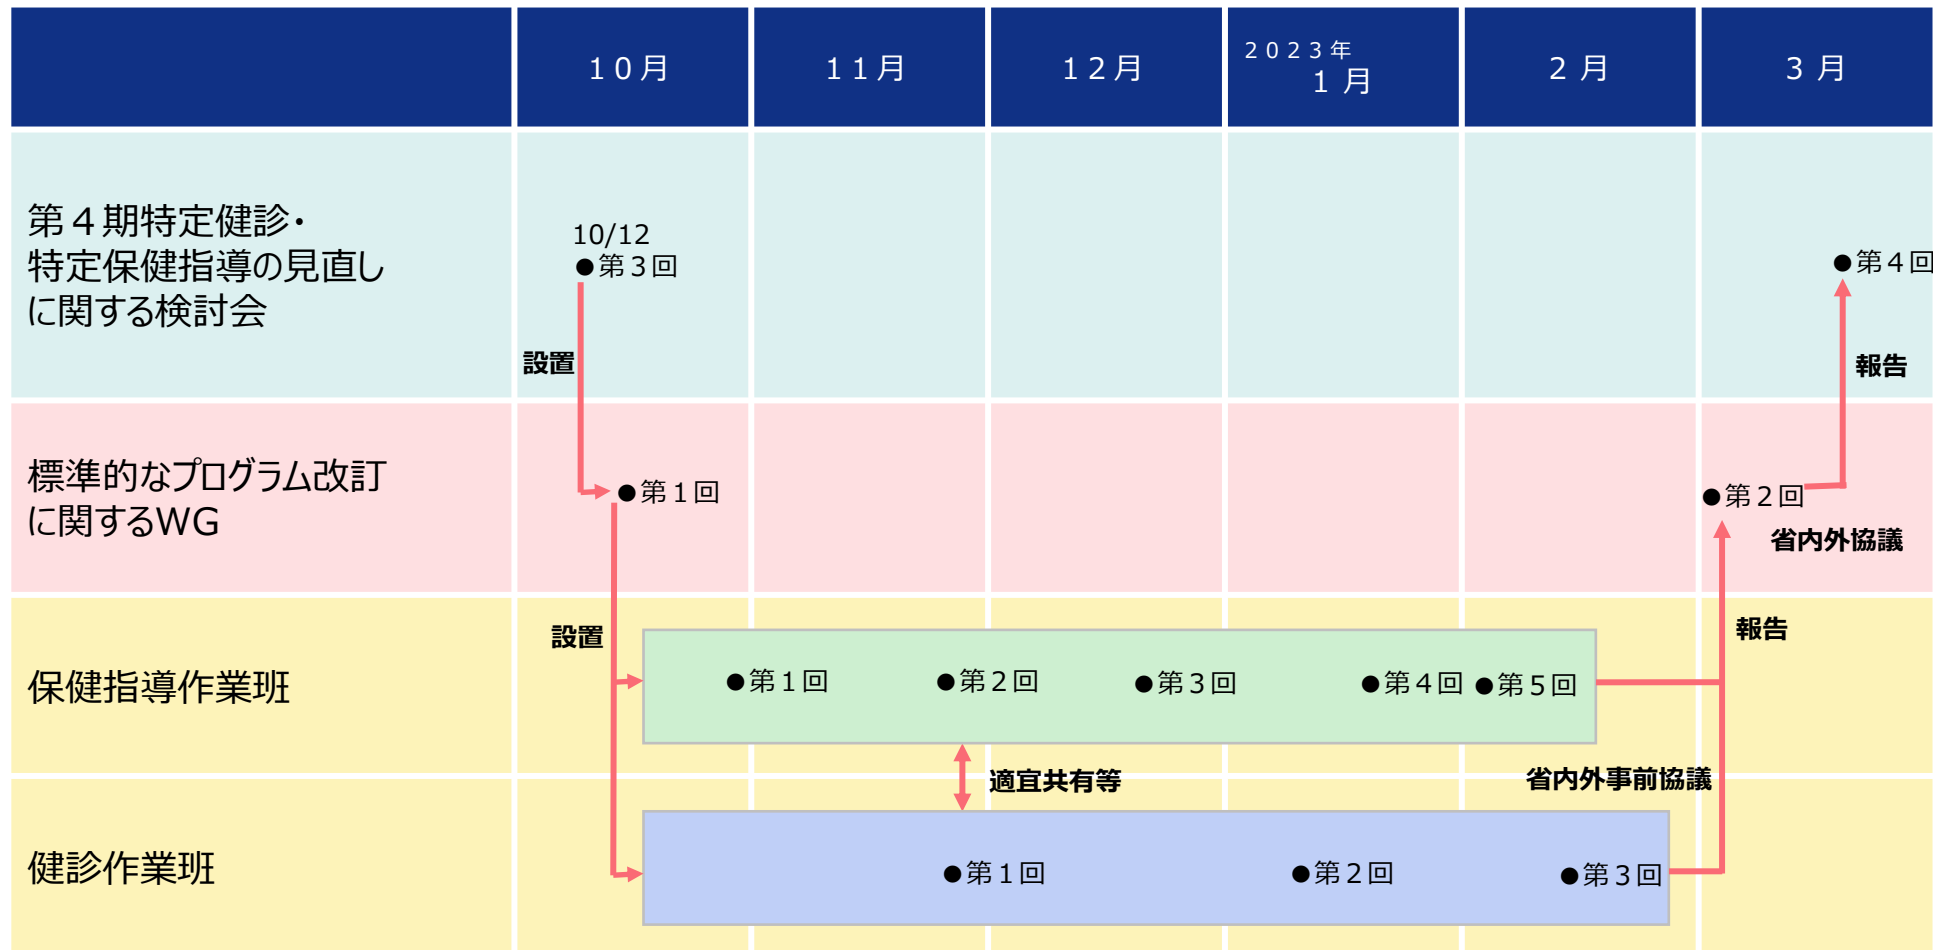 １０月
１１月
１２月
２０２３年
１月
２月
３月
第４期特定健診・
特定保健指導の見直し
に関する検討会
10/12
●第３回
●第４回
設置
報告
標準的なプログラム改訂
に関するWG
●第１回
●第２回
省内外協議
設置
報告
保健指導作業班
●第１回
●第２回
●第３回
●第４回
●第５回
適宜共有等
省内外事前協議
健診作業班
●第１回
●第２回
●第３回